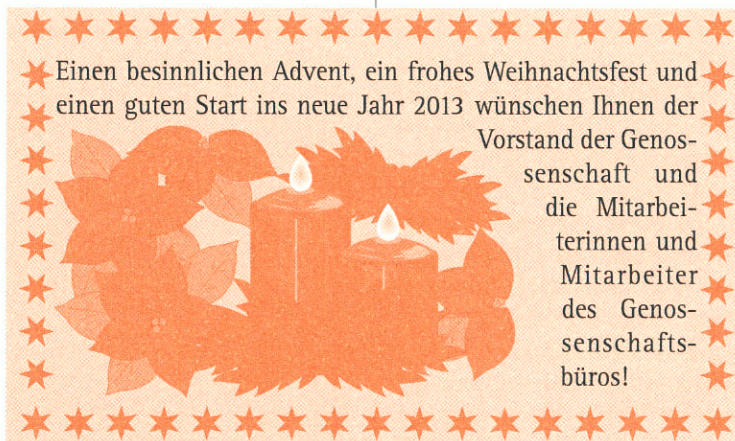 Einen besinnlichen Advent, ein frohes Weihnachtsfest und
einen guten Start ins neue Jahr 2013 wünschen Ihnen der
Vorstand der Genos-
senschaft und
die Mitarbei-
terinnen und
Mitarbeiter
des Genos-
senschafts-
büros!